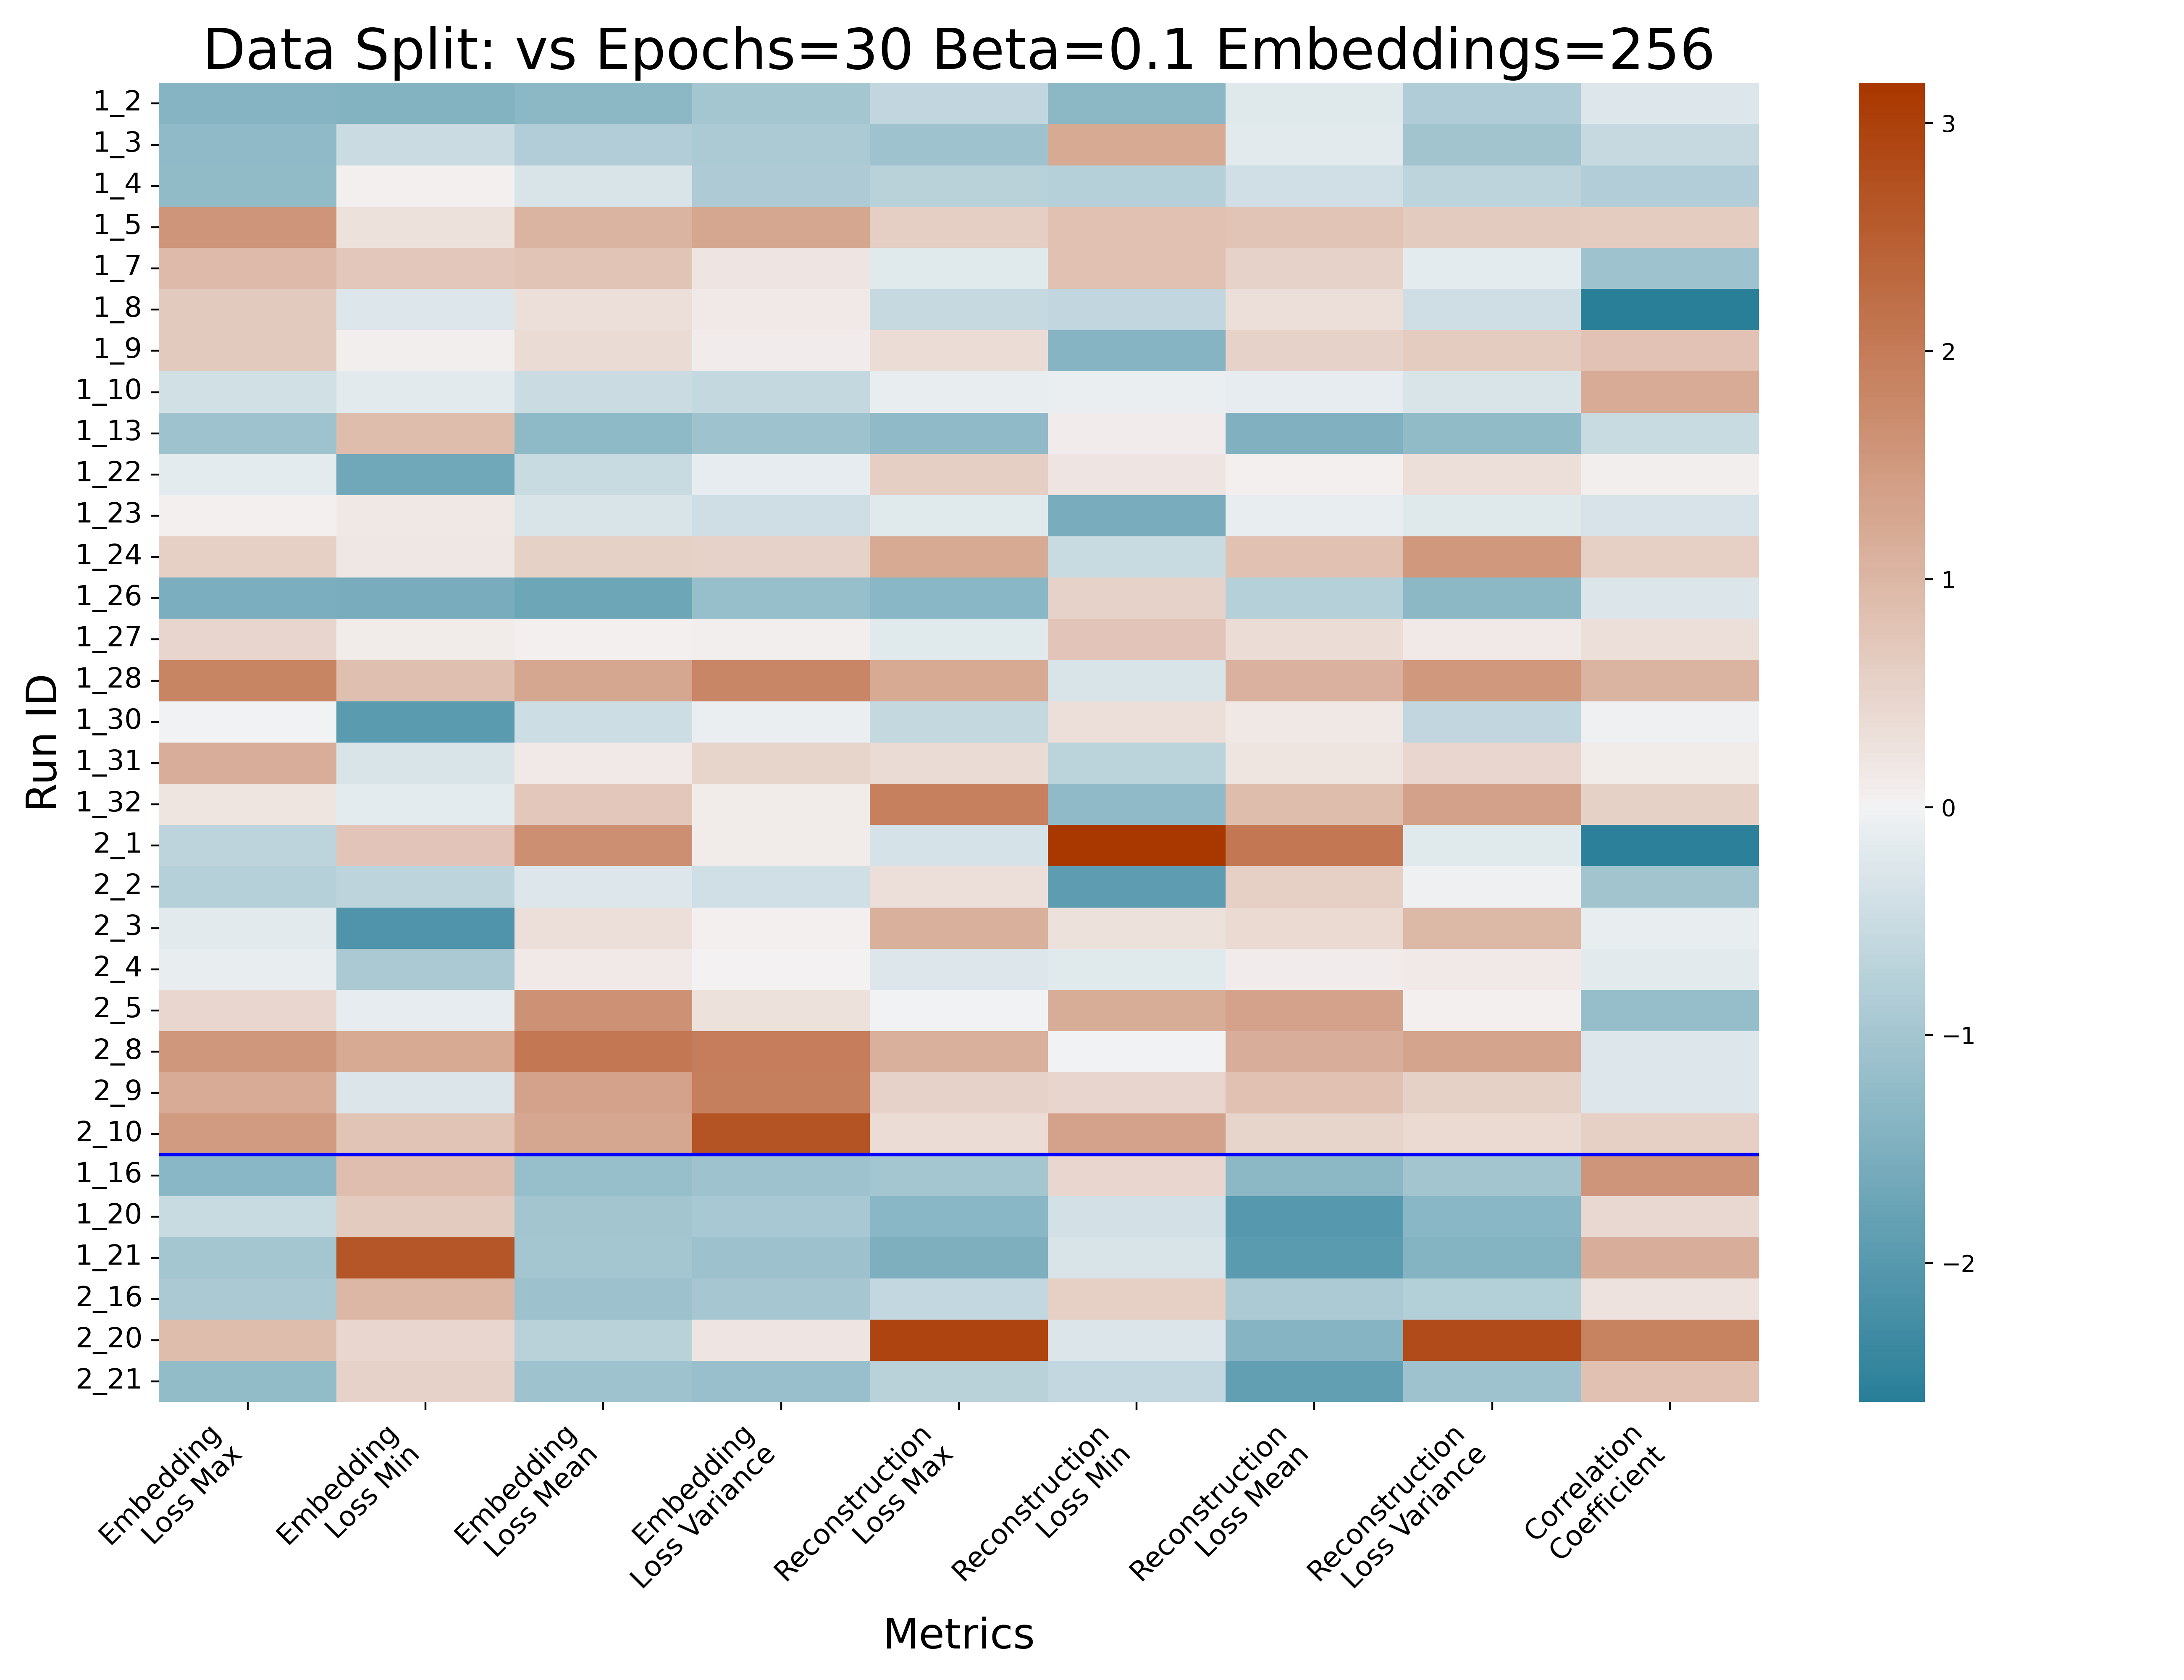 Data Split: vs Epochs=30 Beta=0.1 Embeddings=256
Run ID
1_2
1_3
1_4
1_5
1_7
1_8
1_9
1_10
1_13
1_22
1_23
1_24
1_26
1_27
1_28
1_30
1_31
1_32
2_1
2_2
2_3
2_4
2_5
2_8
2_9
2_10
1_16
1_20
1_21
2_16
2_20
2_21
Embedding
Loss Max
Embedding
Loss Min
Embedding
Loss Mean
Embedding
Loss Variance
Reconstruction
Loss Max
Reconstruction
Loss Min
Reconstruction
Loss Mean
Reconstruction
Loss Variance
Correlation
Coefficient
Metrics
3
2
1
0
−1
−2